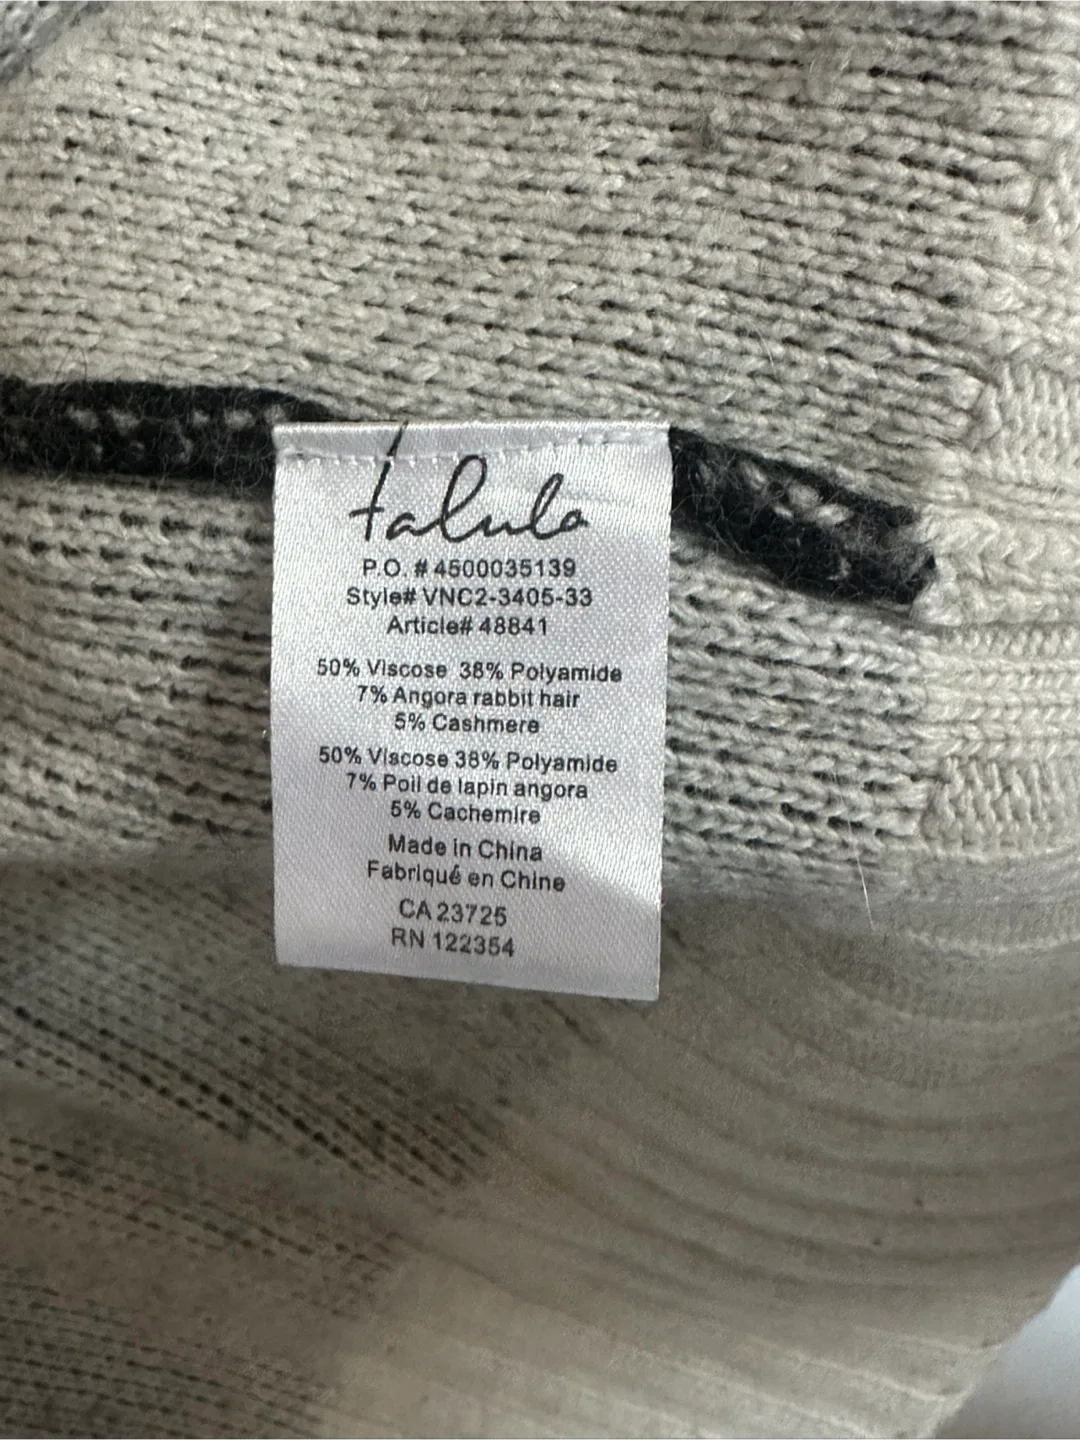 talula
P.O. # 4500035139
Style# VNC2-3405-33
Article# 48841
50% Viscose 38% Polyamide
7% Angora rabbit hair
5% Cashmere
50% Viscose 38% Polyamide
7% Poil de lapin angora
5% Cachemire
Made in China
Fabriqué en Chine
CA 23725
RN 122354